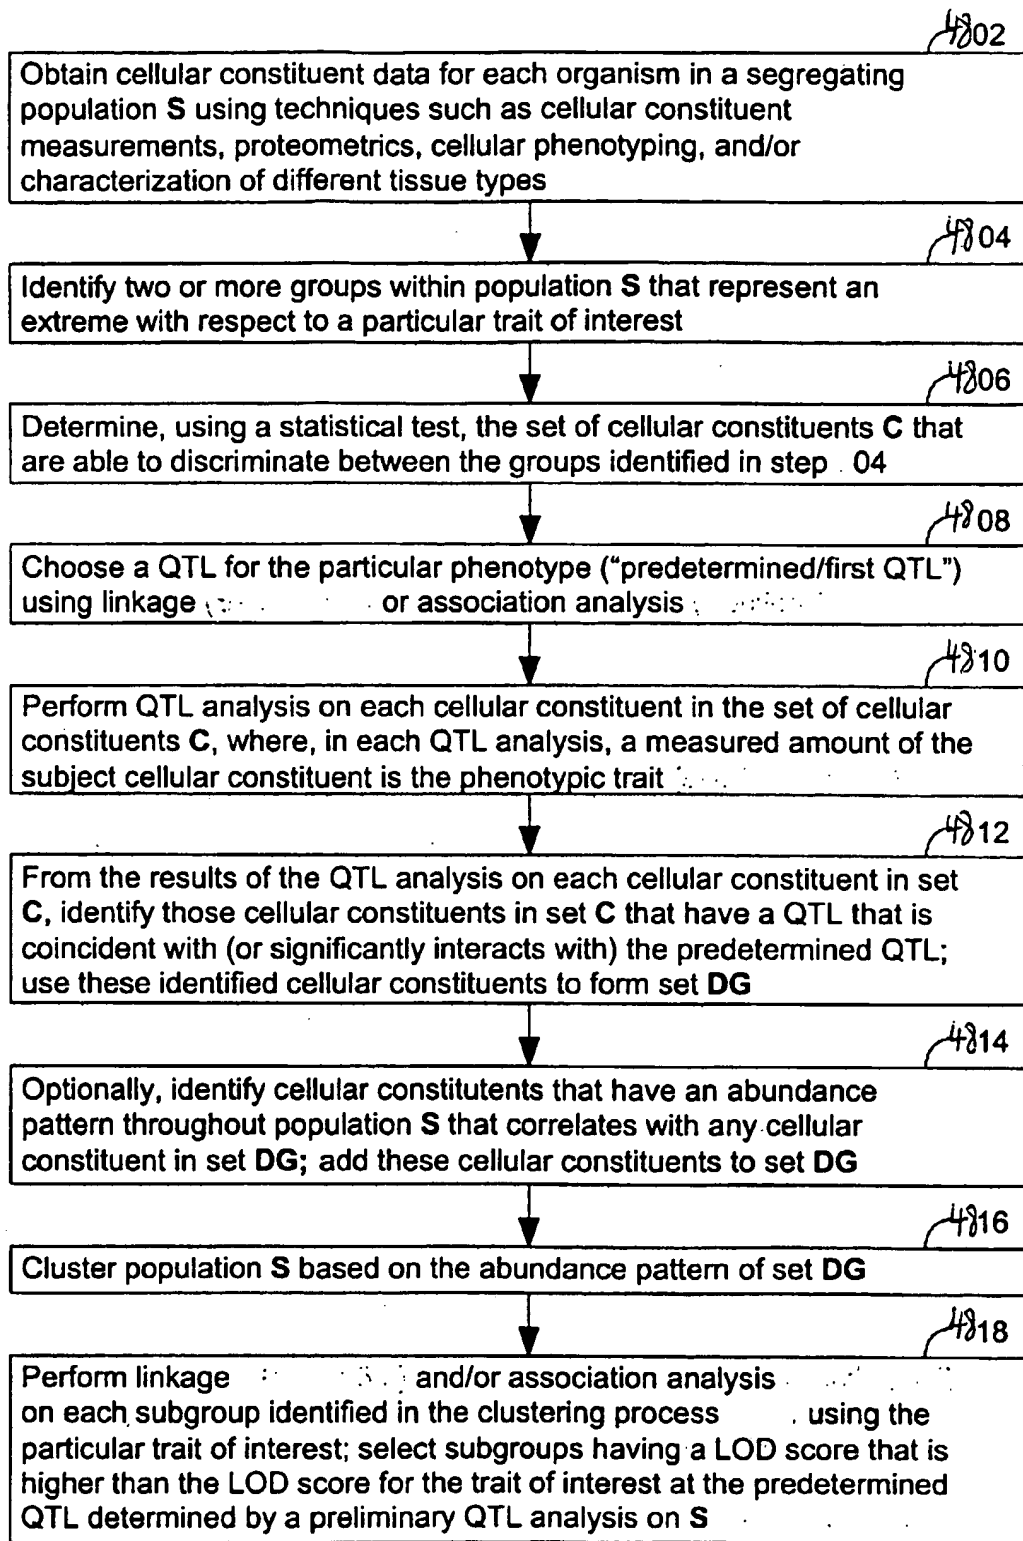 4802
Obtain cellular constituent data for each organism in a segregating
population S using techniques such as cellular constituent
measurements, proteometrics, cellular phenotyping, and/or
characterization of different tissue types
4804
Identify two or more groups within population S that represent an
extreme with respect to a particular trait of interest
4806
Determine, using a statistical test, the set of cellular constituents C that
are able to discriminate between the groups identified in step 04
4808
Choose a QTL for the particular phenotype ("predetermined/first QTL")
using linkage or association analysis
4810
Perform QTL analysis on each cellular constituent in the set of cellular
constituents C, where, in each QTL analysis, a measured amount of the
subject cellular constituent is the phenotypic trait
4812
From the results of the QTL analysis on each cellular constituent in set
C, identify those cellular constituents in set C that have a QTL that is
coincident with (or significantly interacts with) the predetermined QTL;
use these identified cellular constituents to form set DG
4814
Optionally, identify cellular constitutents that have an abundance
pattern throughout population S that correlates with any cellular
constituent in set DG; add these cellular constituents to set DG
4816
Cluster population S based on the abundance pattern of set DG
4818
Perform linkage and/or association analysis
on each subgroup identified in the clustering process using the
particular trait of interest; select subgroups having a LOD score that is
higher than the LOD score for the trait of interest at the predetermined
QTL determined by a preliminary QTL analysis on S